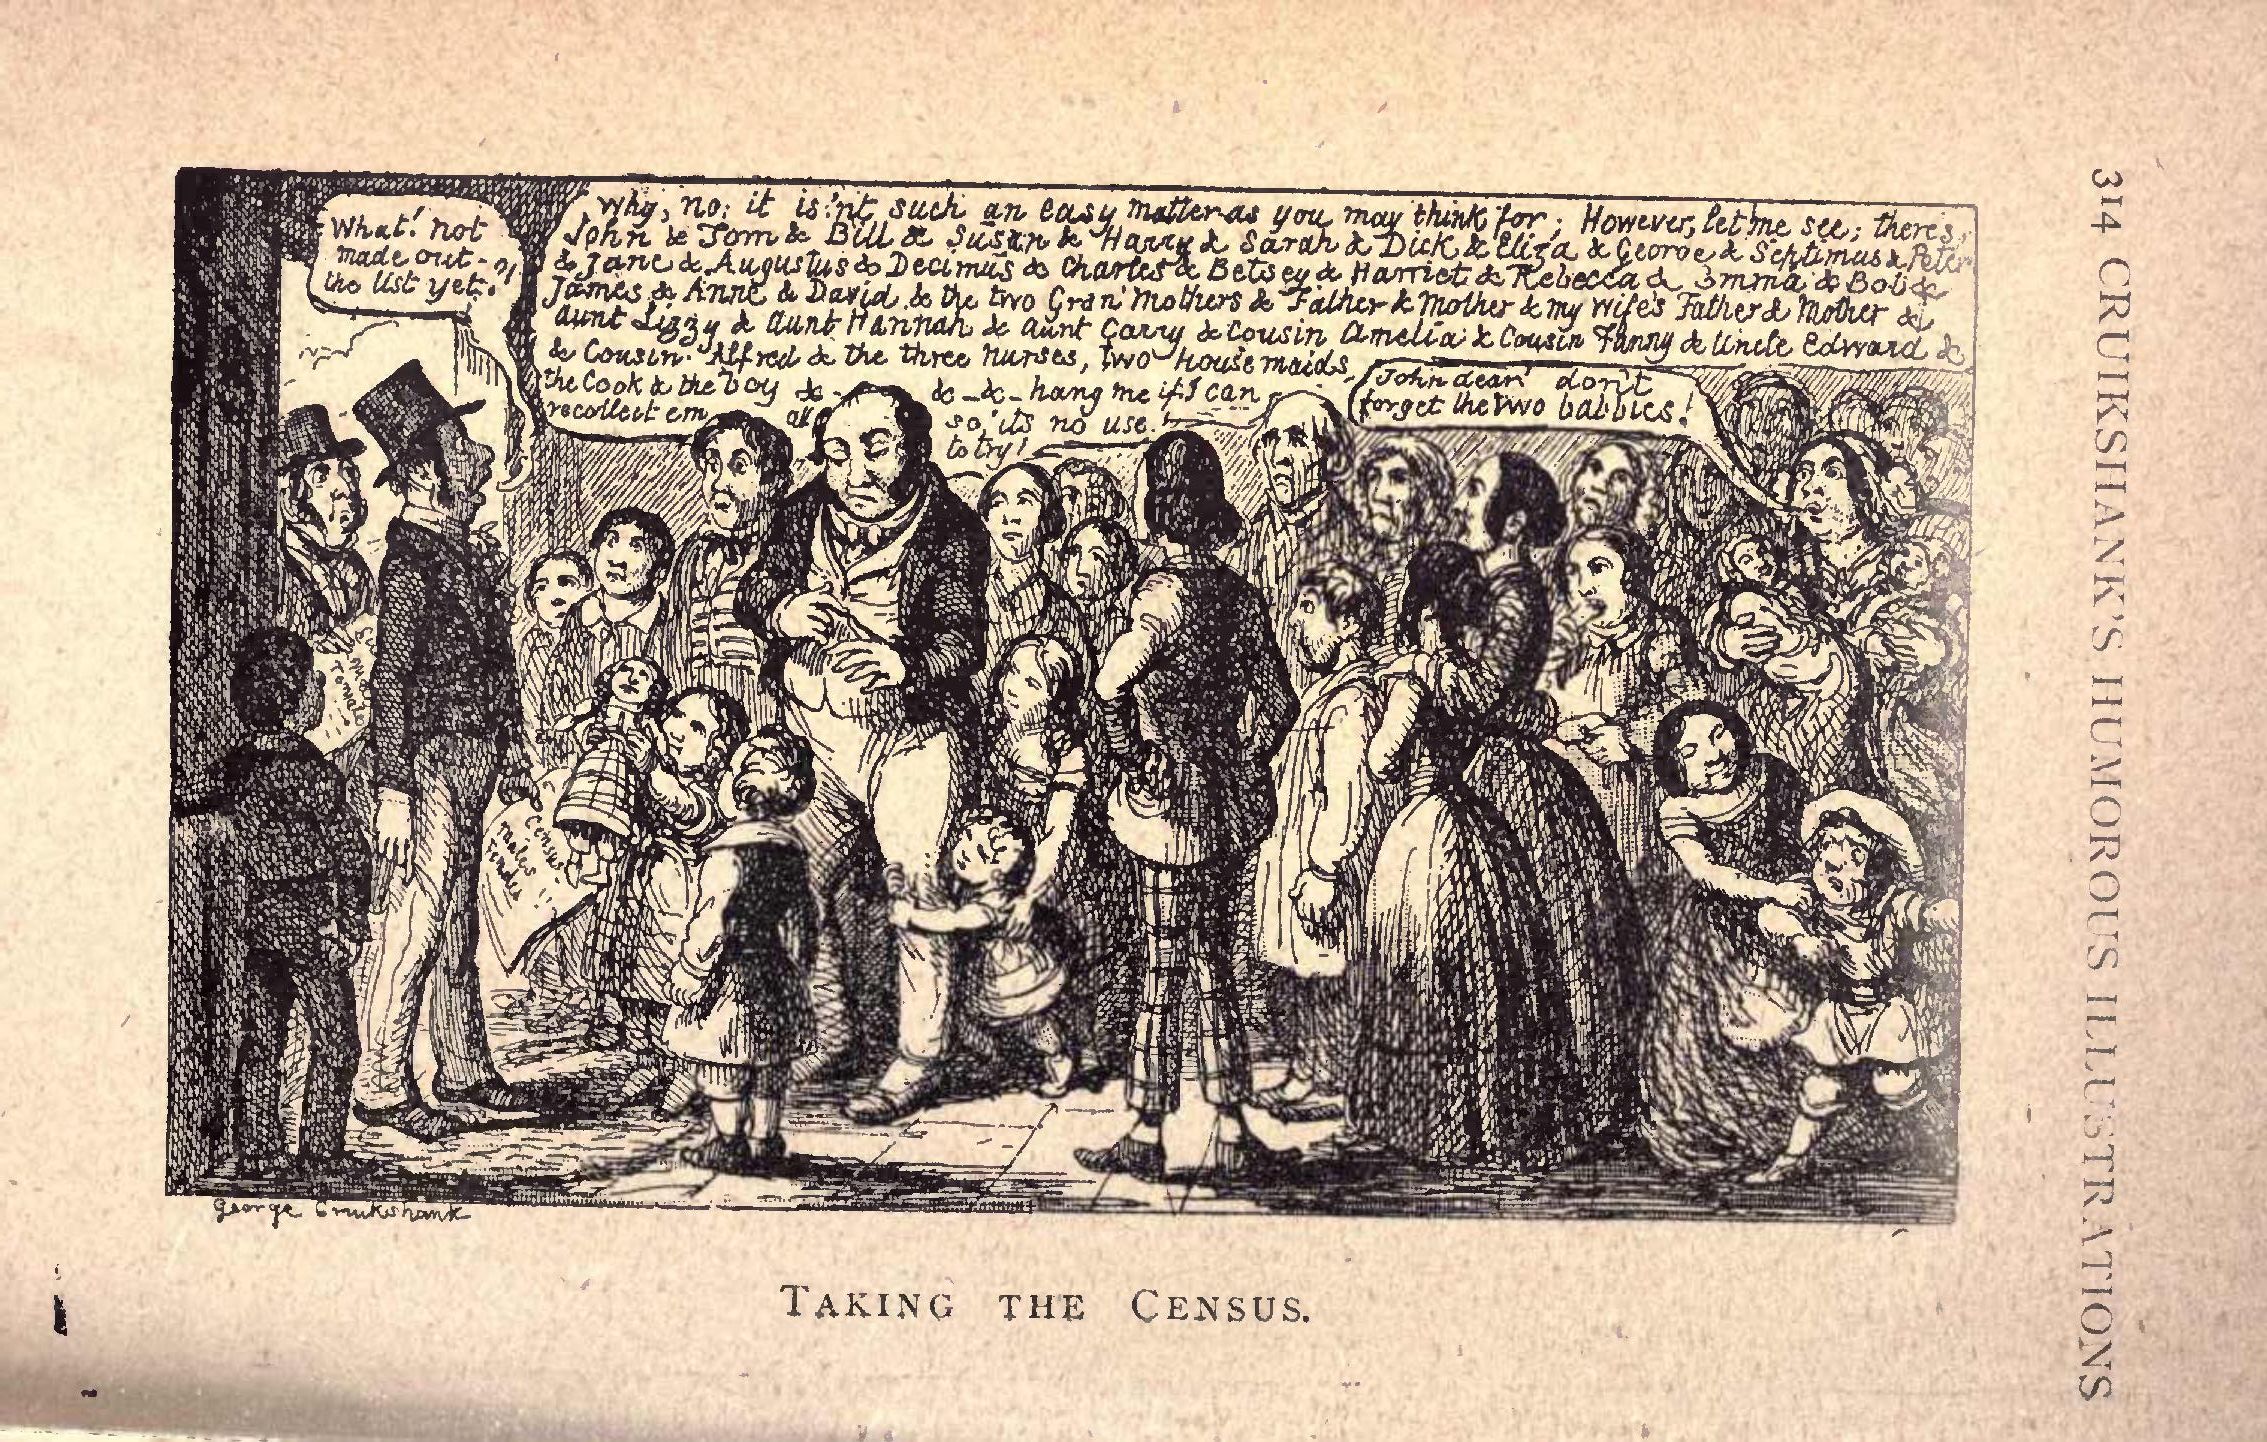 What! not
made out
the list yet?!
Why, no; it is'nt such an easy matter as you may think for; However, let me see; there's,
John & Tom & Bill & Susan & Harry & Sarah & Dick & Eliza & George & Septimus & Peter
& Jane & Augustus & Decimus & Charles & Betsey & Harriet & Rebecca & Emma & Bob &
James & Anne & David & the two Gran'mothers & Father & Mother & my Wife's Father & Mother &
Aunt Lizzy & Aunt Hannah & Aunt Carry & Cousin Amelia & Cousin Fanny & Uncle Edward &
& Cousin Alfred & the three Nurses, two Housemaids,
the Cook & the boy & - & - & - hang me if I can
recollect em all so, it's no use
to try!
John dear! don't
forget the two babbies!
Census
males
Females
George Cruikshank
TAKING THE CENSUS.
314 CRUIKSHANK'S HUMOROUS ILLUSTRATIONS